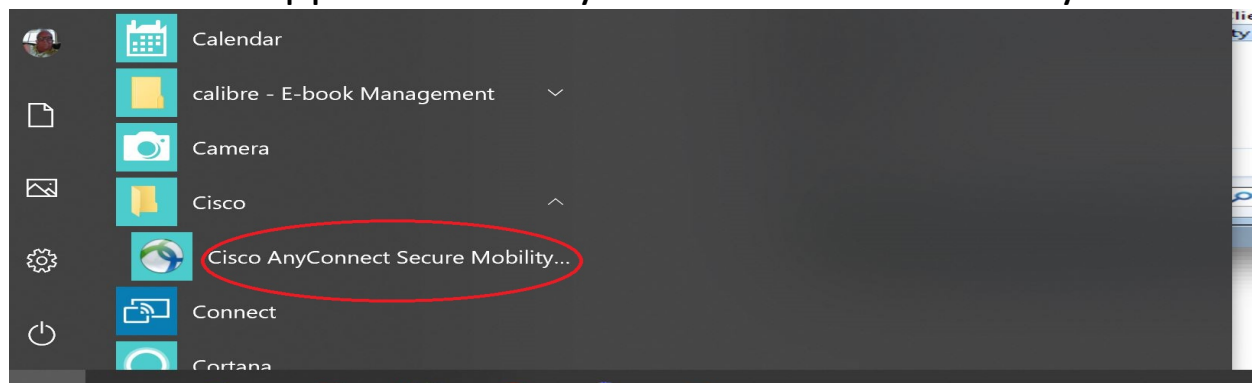 Calendar
calibre - E-book Management
Camera
Cisco
Cisco AnyConnect Secure Mobility...
Connect
Cortana